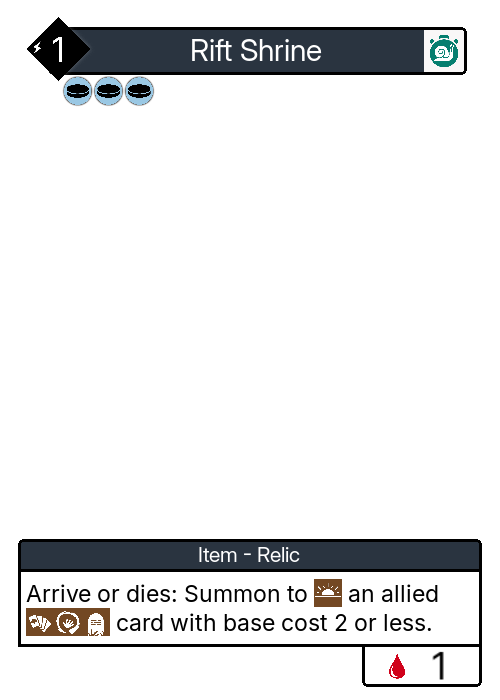 1
Rift Shrine
Item - Relic
Arrive or dies: Summon to an allied
card with base cost 2 or less.
1